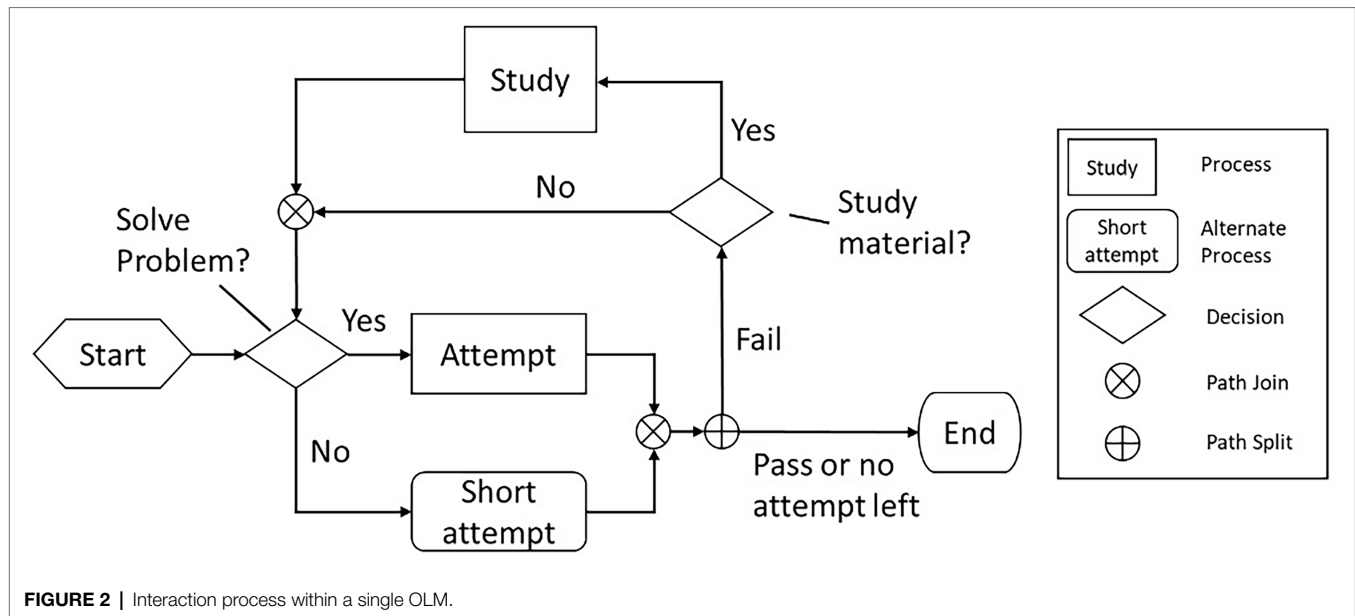 Study
Yes
No
Study
material?
Solve
Problem?
Start
Yes
Attempt
Fail
No
Short
attempt
Pass or no
attempt left
End
Study
Process
Short
attempt
Alternate
Process
Decision
Path Join
Path Split
FIGURE 2 | Interaction process within a single OLM.